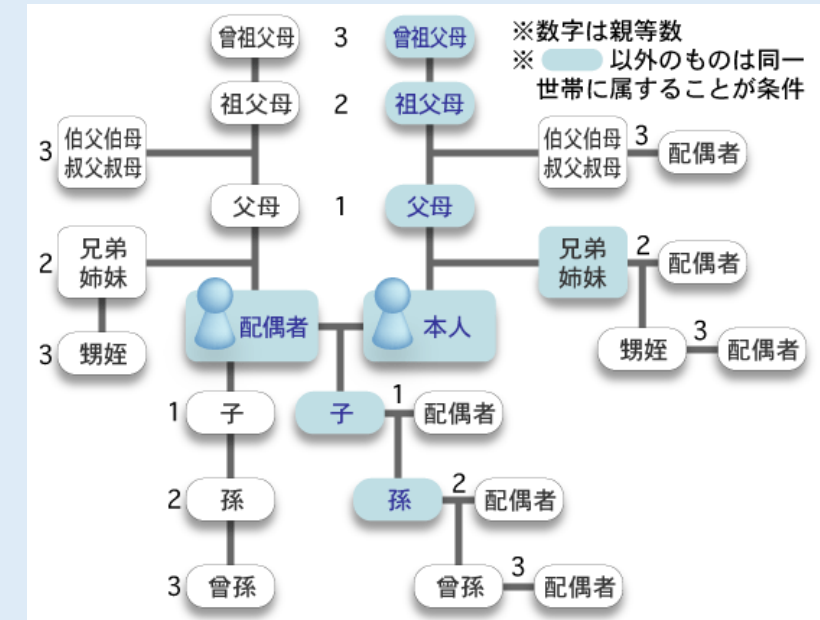 曾祖父母 3 曾祖父母
※数字は親等数
※ 以外のものは同一
世帯に属することが条件
祖父母 2 祖父母
3 伯父伯母
叔父叔母
伯父伯母
叔父叔母
3 配偶者
父母 1 父母
2 兄弟
姉妹
兄弟
姉妹
2 配偶者
配偶者 本人
3 甥姪
甥姪 3 配偶者
1 子 子 1 配偶者
2 孫 孫 2 配偶者
3 曾孫 曾孫 3 配偶者